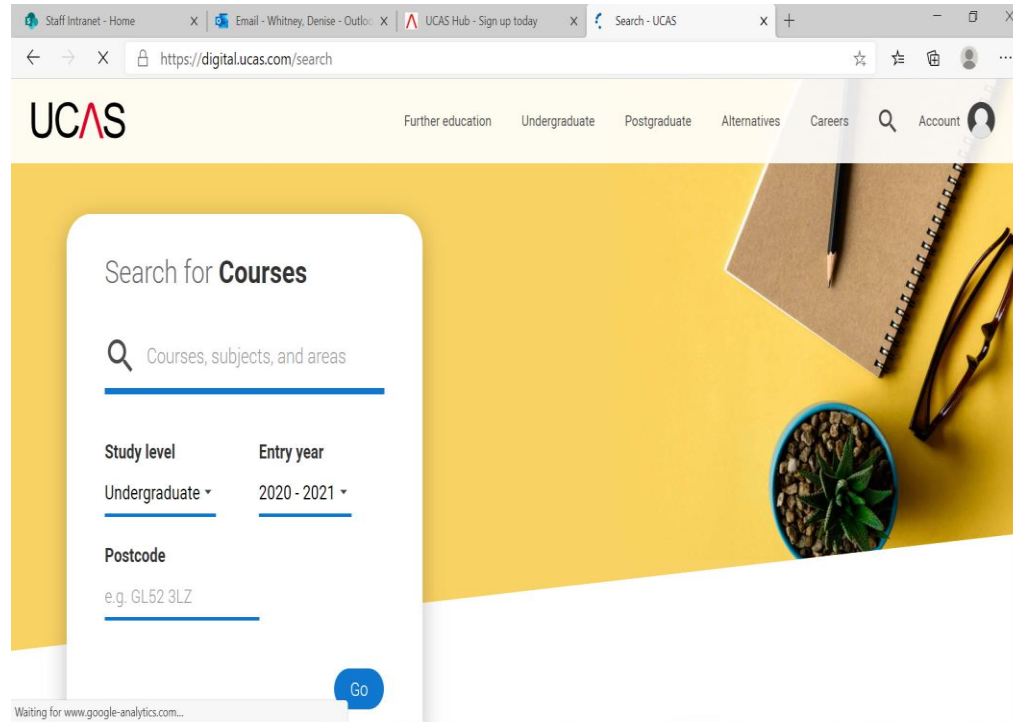 Staff Intranet - Home
Email - Whitney, Denise - Outloo
UCAS Hub - Sign up today
Search - UCAS
https://digital.ucas.com/search
UCAS
Further education Undergraduate Postgraduate Alternatives Careers Account
Search for Courses
Courses, subjects, and areas
Study level Entry year
Undergraduate 2020 - 2021
Postcode
e.g. GL52 3LZ
Go
Waiting for www.google-analytics.com...